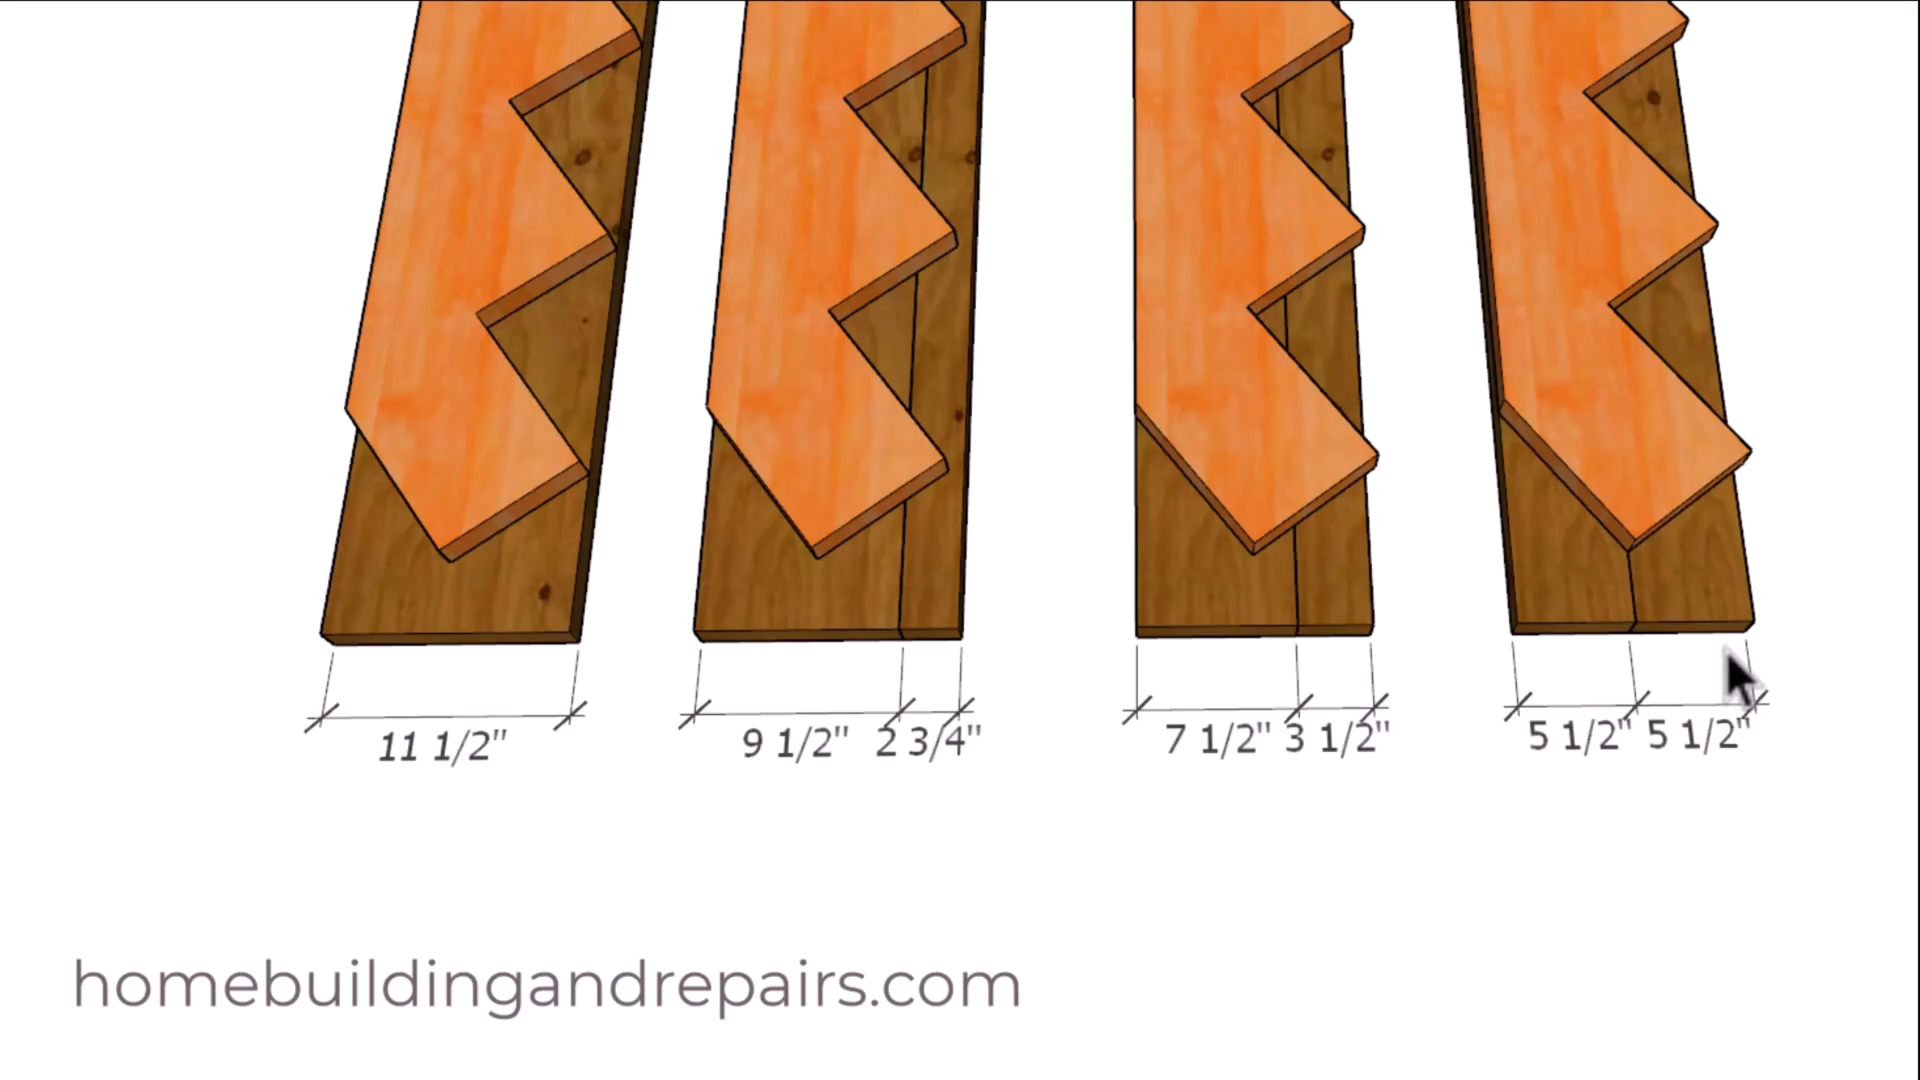 11 1/2" 9 1/2" 2 3/4" 7 1/2" 3 1/2" 5 1/2" 5 1/2"
homebuildingandrepairs.com